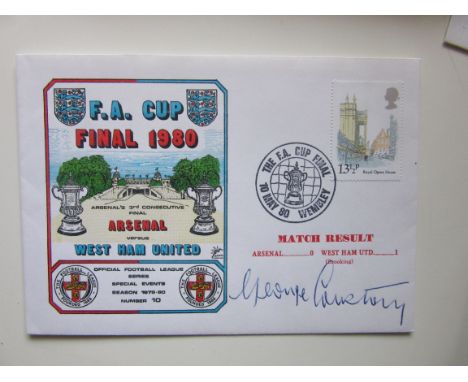 F.A. CUP
FINAL 1980
ARSENAL'S 3rd CONSECUTIVE
FINAL
ARSENAL
versus
WEST HAM UNITED
OFFICIAL FOOTBALL LEAGUE
SERIES
SPECIAL EVENTS
SEASON 1979-80
NUMBER 10
THE F.A. CUP FINAL
10 MAY 80 WEMBLEY
13½P
Royal Opera House
MATCH RESULT
ARSENAL..........0 WEST HAM UTD..........1
(Brooking)
George